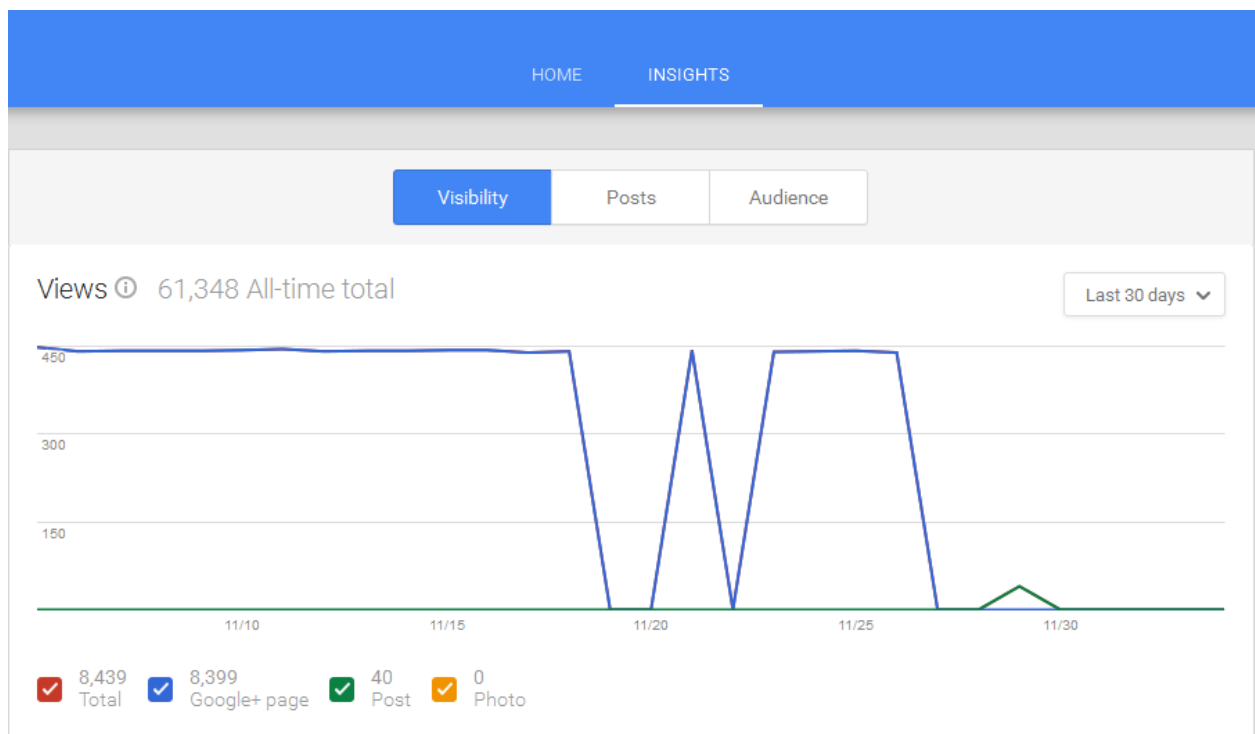 HOME INSIGHTS
Visibility Posts Audience
Views 61,348 All-time total
Last 30 days
450
300
150
11/10 11/15 11/20 11/25 11/30
8,439 8,399 40 0
Total Google+ page Post Photo